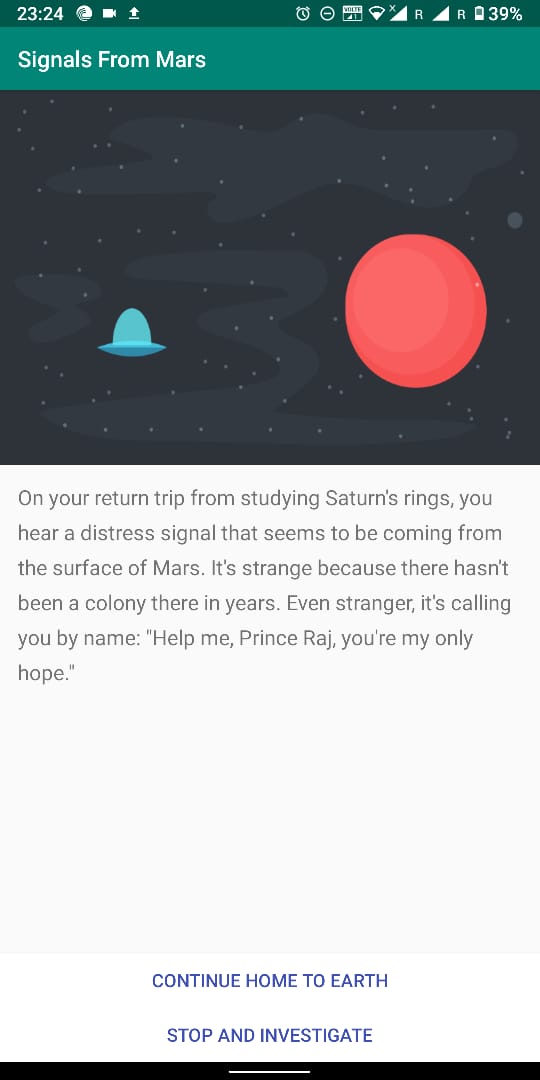 23:24
VOLTE
R
R
39%
Signals From Mars
On your return trip from studying Saturn's rings, you
hear a distress signal that seems to be coming from
the surface of Mars. It's strange because there hasn't
been a colony there in years. Even stranger, it's calling
you by name: "Help me, Prince Raj, you're my only
hope."
CONTINUE HOME TO EARTH
STOP AND INVESTIGATE